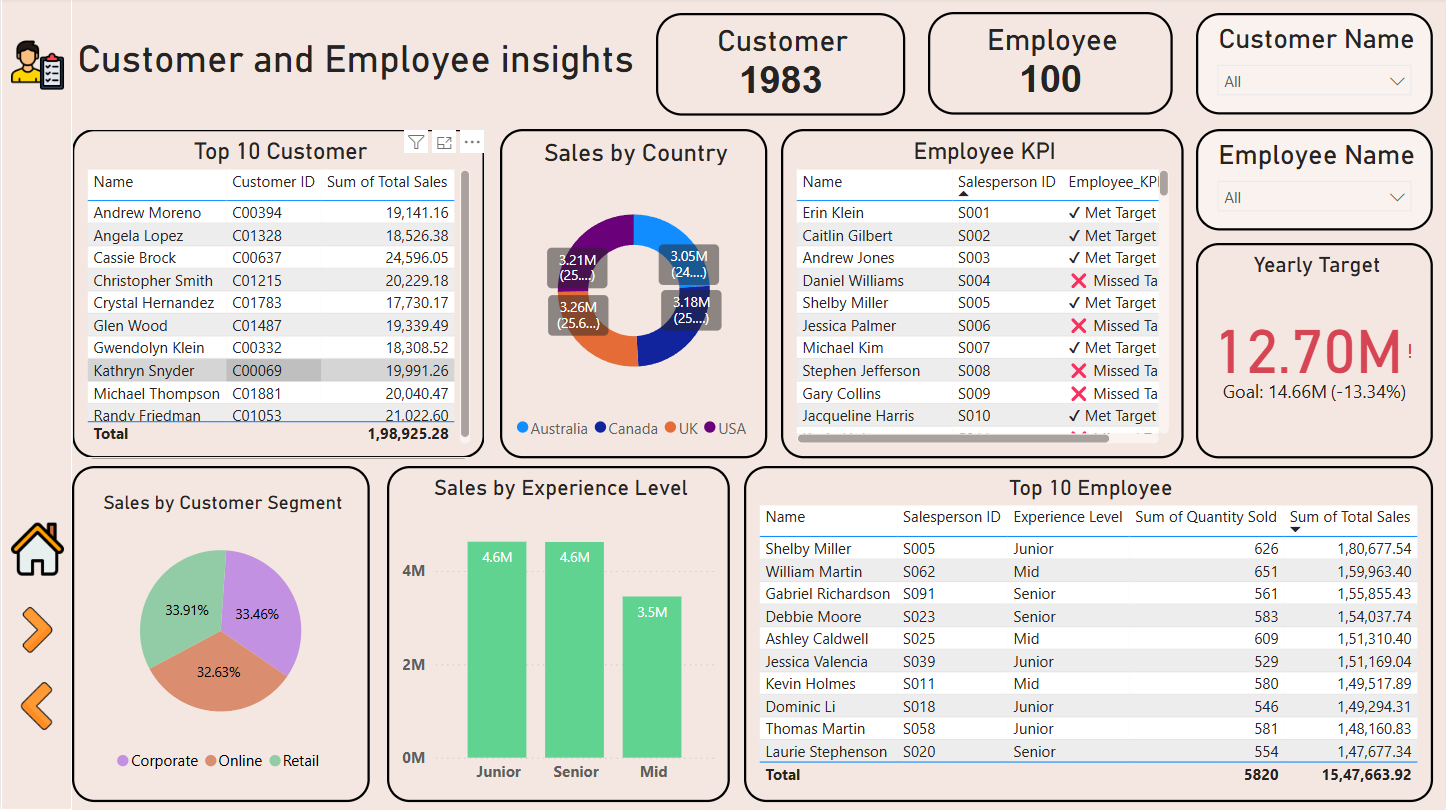 Customer and Employee insights
Customer
1983
Employee
100
Customer Name
All
Top 10 Customer
Name Customer ID Sum of Total Sales
Andrew Moreno C00394 19,141.16
Angela Lopez C01328 18,526.38
Cassie Brock C00637 24,596.05
Christopher Smith C01215 20,229.18
Crystal Hernandez C01783 17,730.17
Glen Wood C01487 19,339.49
Gwendolyn Klein C00332 18,308.52
Kathryn Snyder C00069 19,991.26
Michael Thompson C01881 20,040.47
Randy Friedman C01053 21,022.60
Total 1,98,925.28
Sales by Country
3.21M
(25....)
3.05M
(24....)
3.26M
(25.6...)
3.18M
(25....)
Australia Canada UK USA
Employee KPI
Name Salesperson ID Employee_KPI
Erin Klein S001 ✓ Met Target
Caitlin Gilbert S002 ✓ Met Target
Andrew Jones S003 ✓ Met Target
Daniel Williams S004 ❌ Missed Ta
Shelby Miller S005 ✓ Met Target
Jessica Palmer S006 ❌ Missed Ta
Michael Kim S007 ✓ Met Target
Stephen Jefferson S008 ❌ Missed Ta
Gary Collins S009 ❌ Missed Ta
Jacqueline Harris S010 ✓ Met Target
Employee Name
All
Yearly Target
12.70M!
Goal: 14.66M (-13.34%)
Sales by Customer Segment
33.91%
33.46%
32.63%
Corporate Online Retail
Sales by Experience Level
4M
2M
0M
4.6M
4.6M
3.5M
Junior Senior Mid
Top 10 Employee
Name Salesperson ID Experience Level Sum of Quantity Sold Sum of Total Sales
Shelby Miller S005 Junior 626 1,80,677.54
William Martin S062 Mid 651 1,59,963.40
Gabriel Richardson S091 Senior 561 1,55,855.43
Debbie Moore S023 Senior 583 1,54,037.74
Ashley Caldwell S025 Mid 609 1,51,310.40
Jessica Valencia S039 Junior 529 1,51,169.04
Kevin Holmes S011 Mid 580 1,49,517.89
Dominic Li S018 Junior 546 1,49,294.31
Thomas Martin S058 Junior 581 1,48,160.83
Laurie Stephenson S020 Senior 554 1,47,677.34
Total 5820 15,47,663.92